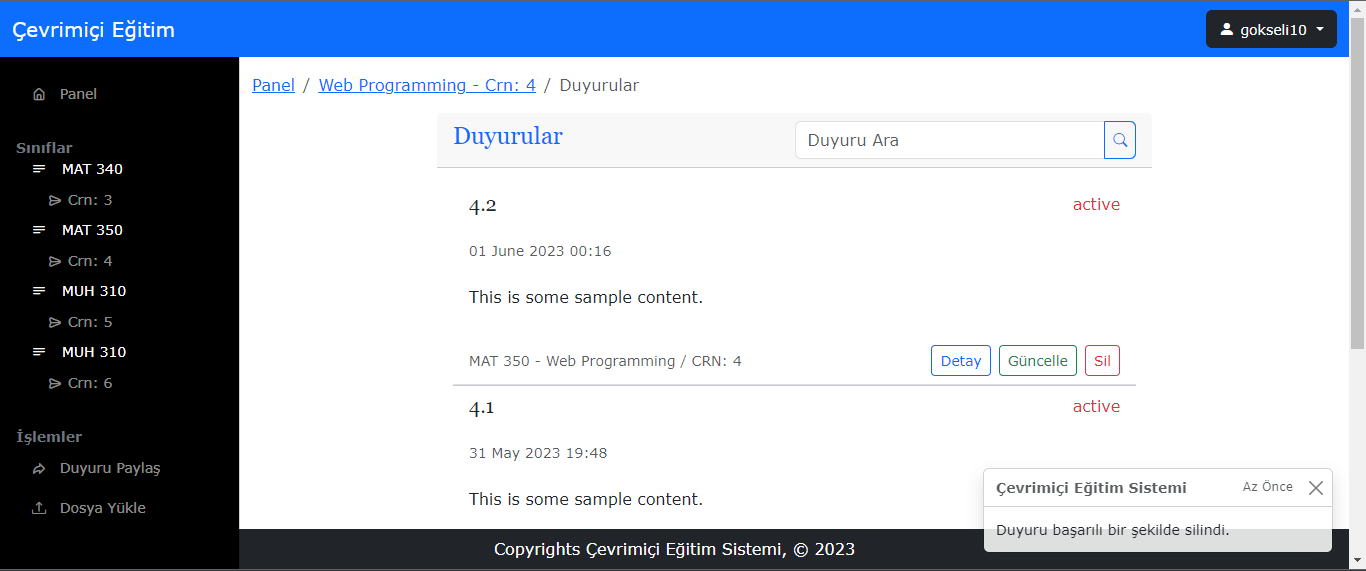 Çevrimiçi Eğitim
gokseli10
Panel
Sınıflar
MAT 340
Crn: 3
MAT 350
Crn: 4
MUH 310
Crn: 5
MUH 310
Crn: 6
İşlemler
Duyuru Paylaş
Dosya Yükle
Panel / Web Programming - Crn: 4 / Duyurular
Duyurular
Duyuru Ara
4.2 active
01 June 2023 00:16
This is some sample content.
MAT 350 - Web Programming / CRN: 4 Detay Güncelle Sil
4.1 active
31 May 2023 19:48
This is some sample content.
Çevrimiçi Eğitim Sistemi Az Önce
Duyuru başarılı bir şekilde silindi.
Copyrights Çevrimiçi Eğitim Sistemi, © 2023